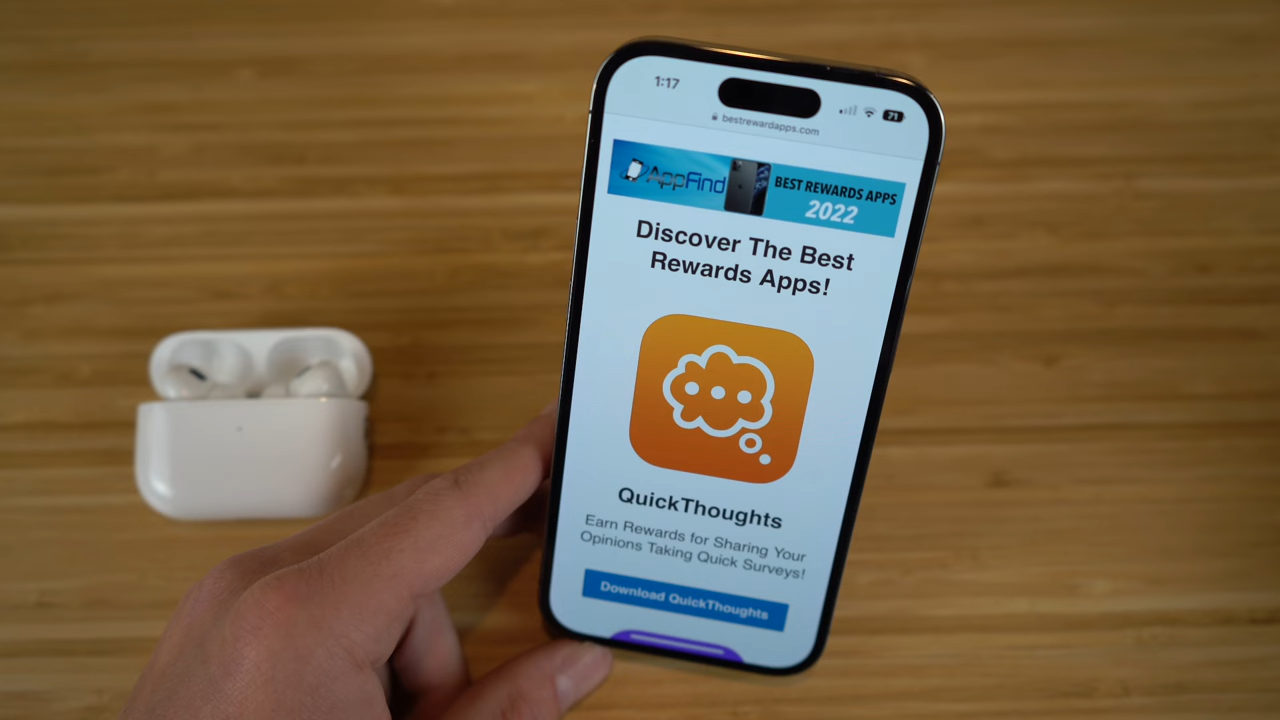 1:17
71
bestrewardapps.com
AppFind
BEST REWARDS APPS
2022
Discover The Best
Rewards Apps!
QuickThoughts
Earn Rewards for Sharing Your
Opinions Taking Quick Surveys!
Download QuickThoughts